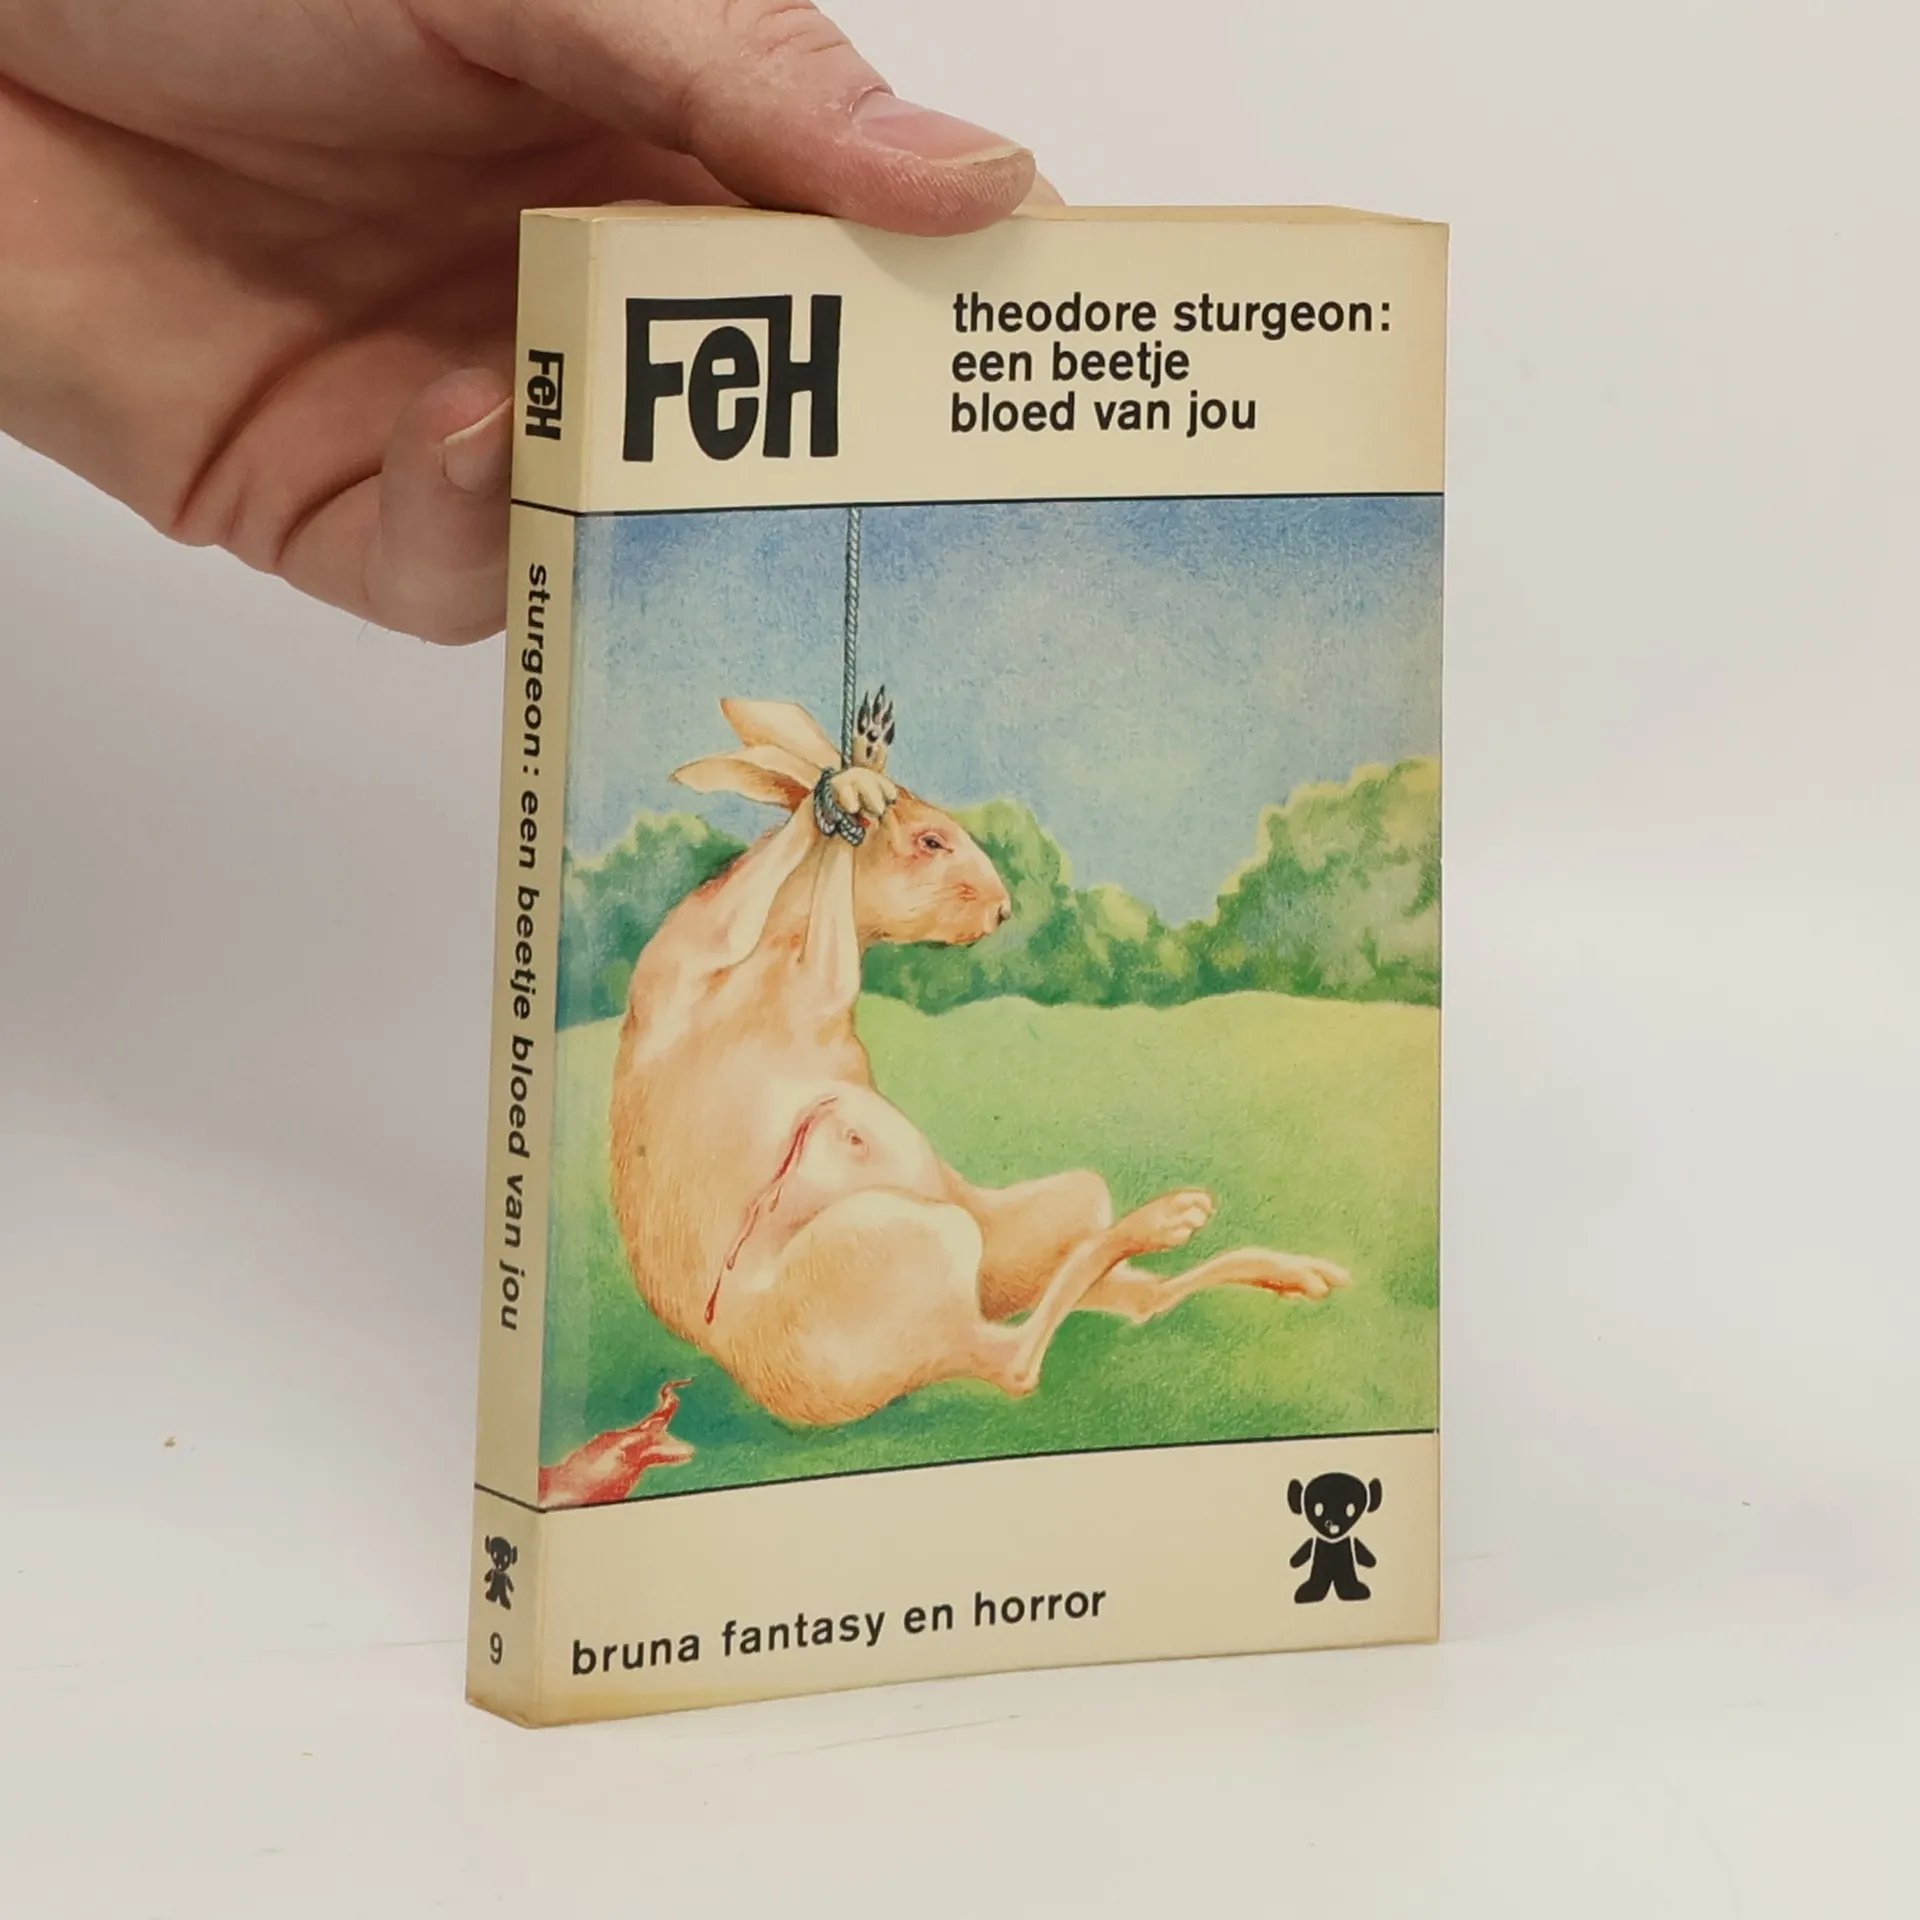 FeH
theodore sturgeon:
een beetje
bloed van jou
bruna fantasy en horror
FeH
sturgeon: een beetje bloed van jou
9